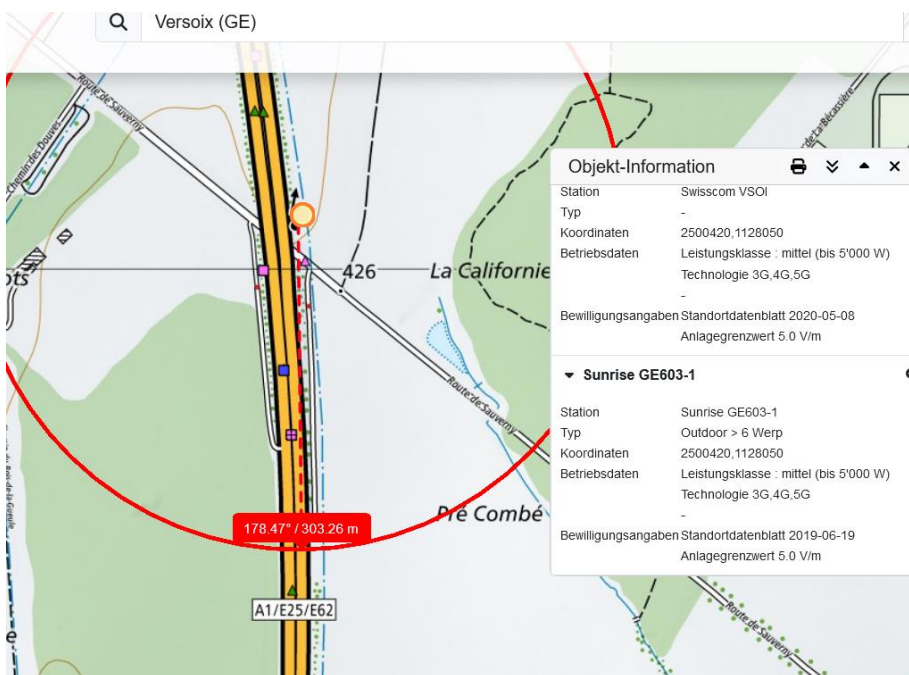 Versoix (GE)
Route de Sauverny
Chemin des Douves
de-la-Bécassière
Objekt-Information
Station Swisscom VSOI
Typ -
Koordinaten 2500420,1128050
Betriebsdaten Leistungsklasse : mittel (bis 5'000 W)
Technologie 3G,4G,5G
-
Bewilligungsangaben Standortdatenblatt 2020-05-08
Anlagegrenzwert 5.0 V/m
Sunrise GE603-1
Station Sunrise GE603-1
Typ Outdoor > 6 Werp
Koordinaten 2500420,1128050
Betriebsdaten Leistungsklasse : mittel (bis 5'000 W)
Technologie 3G,4G,5G
-
Bewilligungsangaben Standortdatenblatt 2019-06-19
Anlagegrenzwert 5.0 V/m
ots
426
La Californie
Route de Sauverny
Pré Combé
178.47° / 303.26 m
A1/E25/E62
e
Route de Sauverny